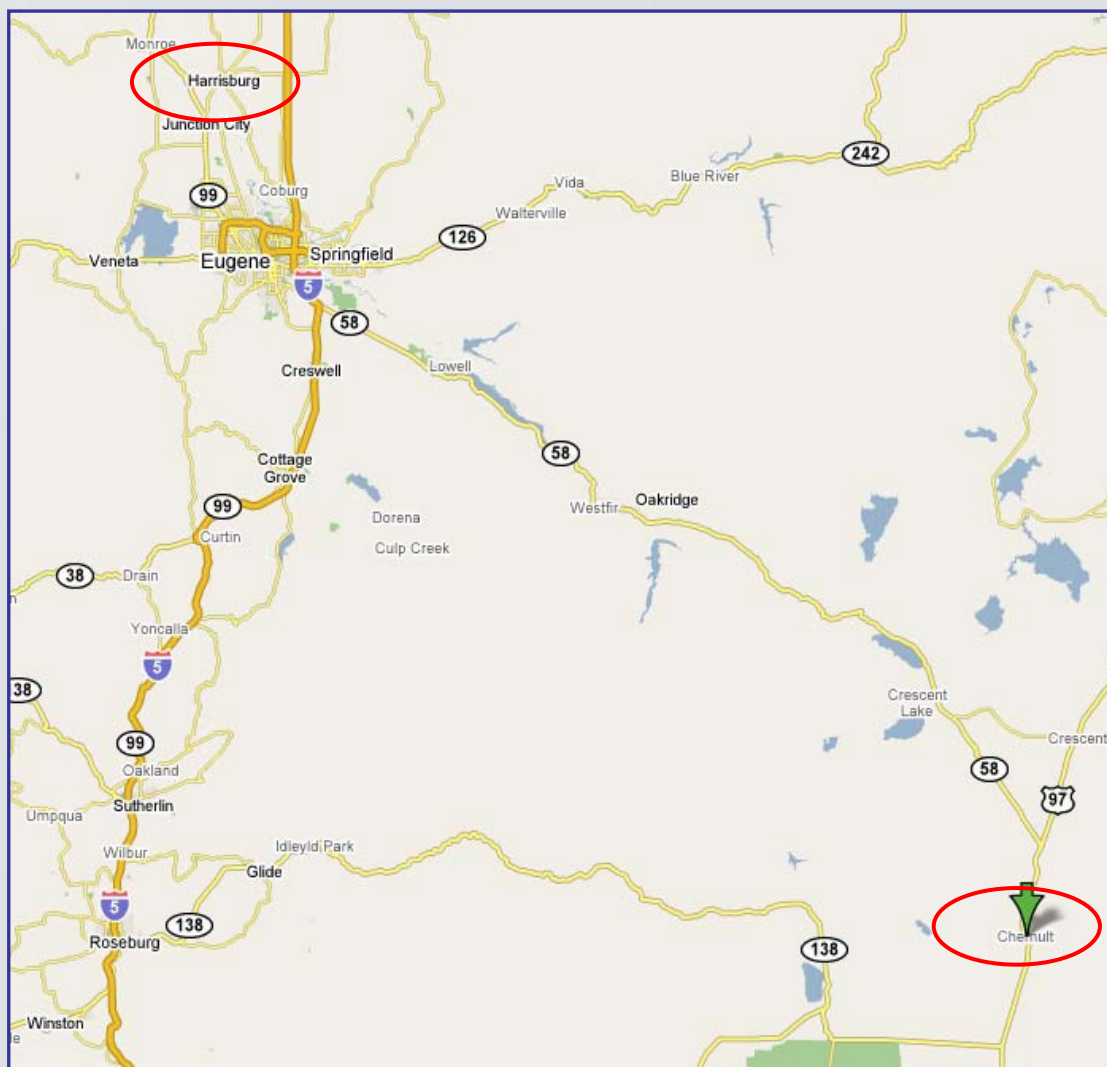 Monroe
Harrisburg
Junction City
242
Blue River
Vida
99
Coburg
Walterville
126
Veneta
Eugene
Springfield
5
58
Creswell
Lowell
58
Cottage
Grove
Westfir
Oakridge
99
Dorena
Curtin
Culp Creek
38
Drain
Yoncalla
5
38
Crescent
Lake
99
Crescent
58
Oakland
97
Sutherlin
Umpqua
Idleyld Park
Wilbur
Glide
5
138
Roseburg
Chemult
138
Winston